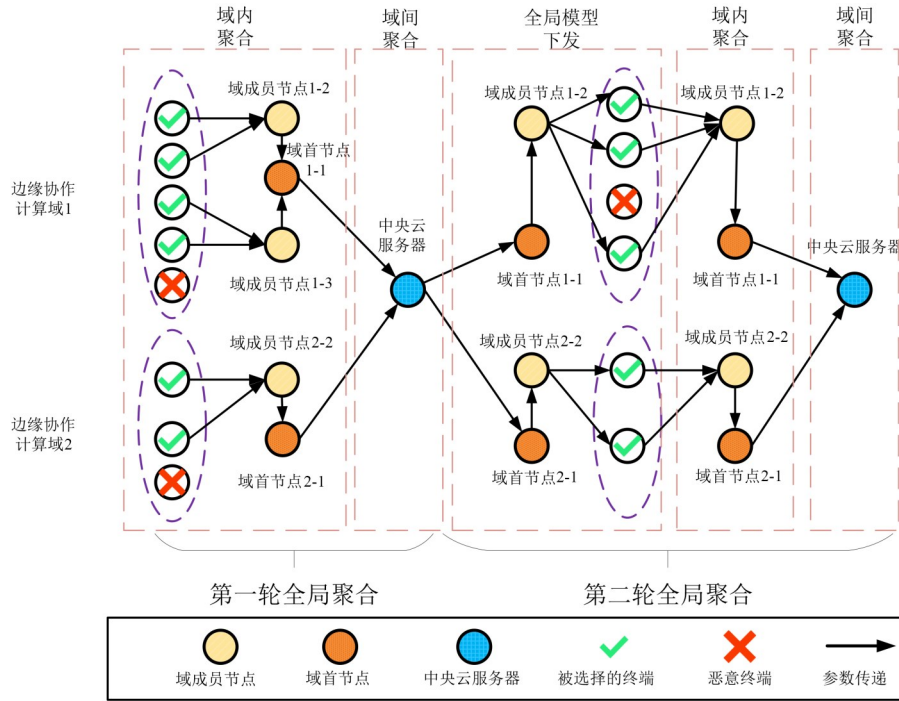 域内
聚合
域间
聚合
全局模型
下发
域内
聚合
域间
聚合
域成员节点1-2
域首节点
1-1
域成员节点1-3
边缘协作
计算域1
中央云
服务器
域成员节点1-2
域首节点1-1
域成员节点1-2
域首节点1-1
中央云服务器
边缘协作
计算域2
域成员节点2-2
域首节点2-1
域成员节点2-2
域首节点2-1
域成员节点2-2
域首节点2-1
第一轮全局聚合
第二轮全局聚合
域成员节点
域首节点
中央云服务器
被选择的终端
恶意终端
参数传递